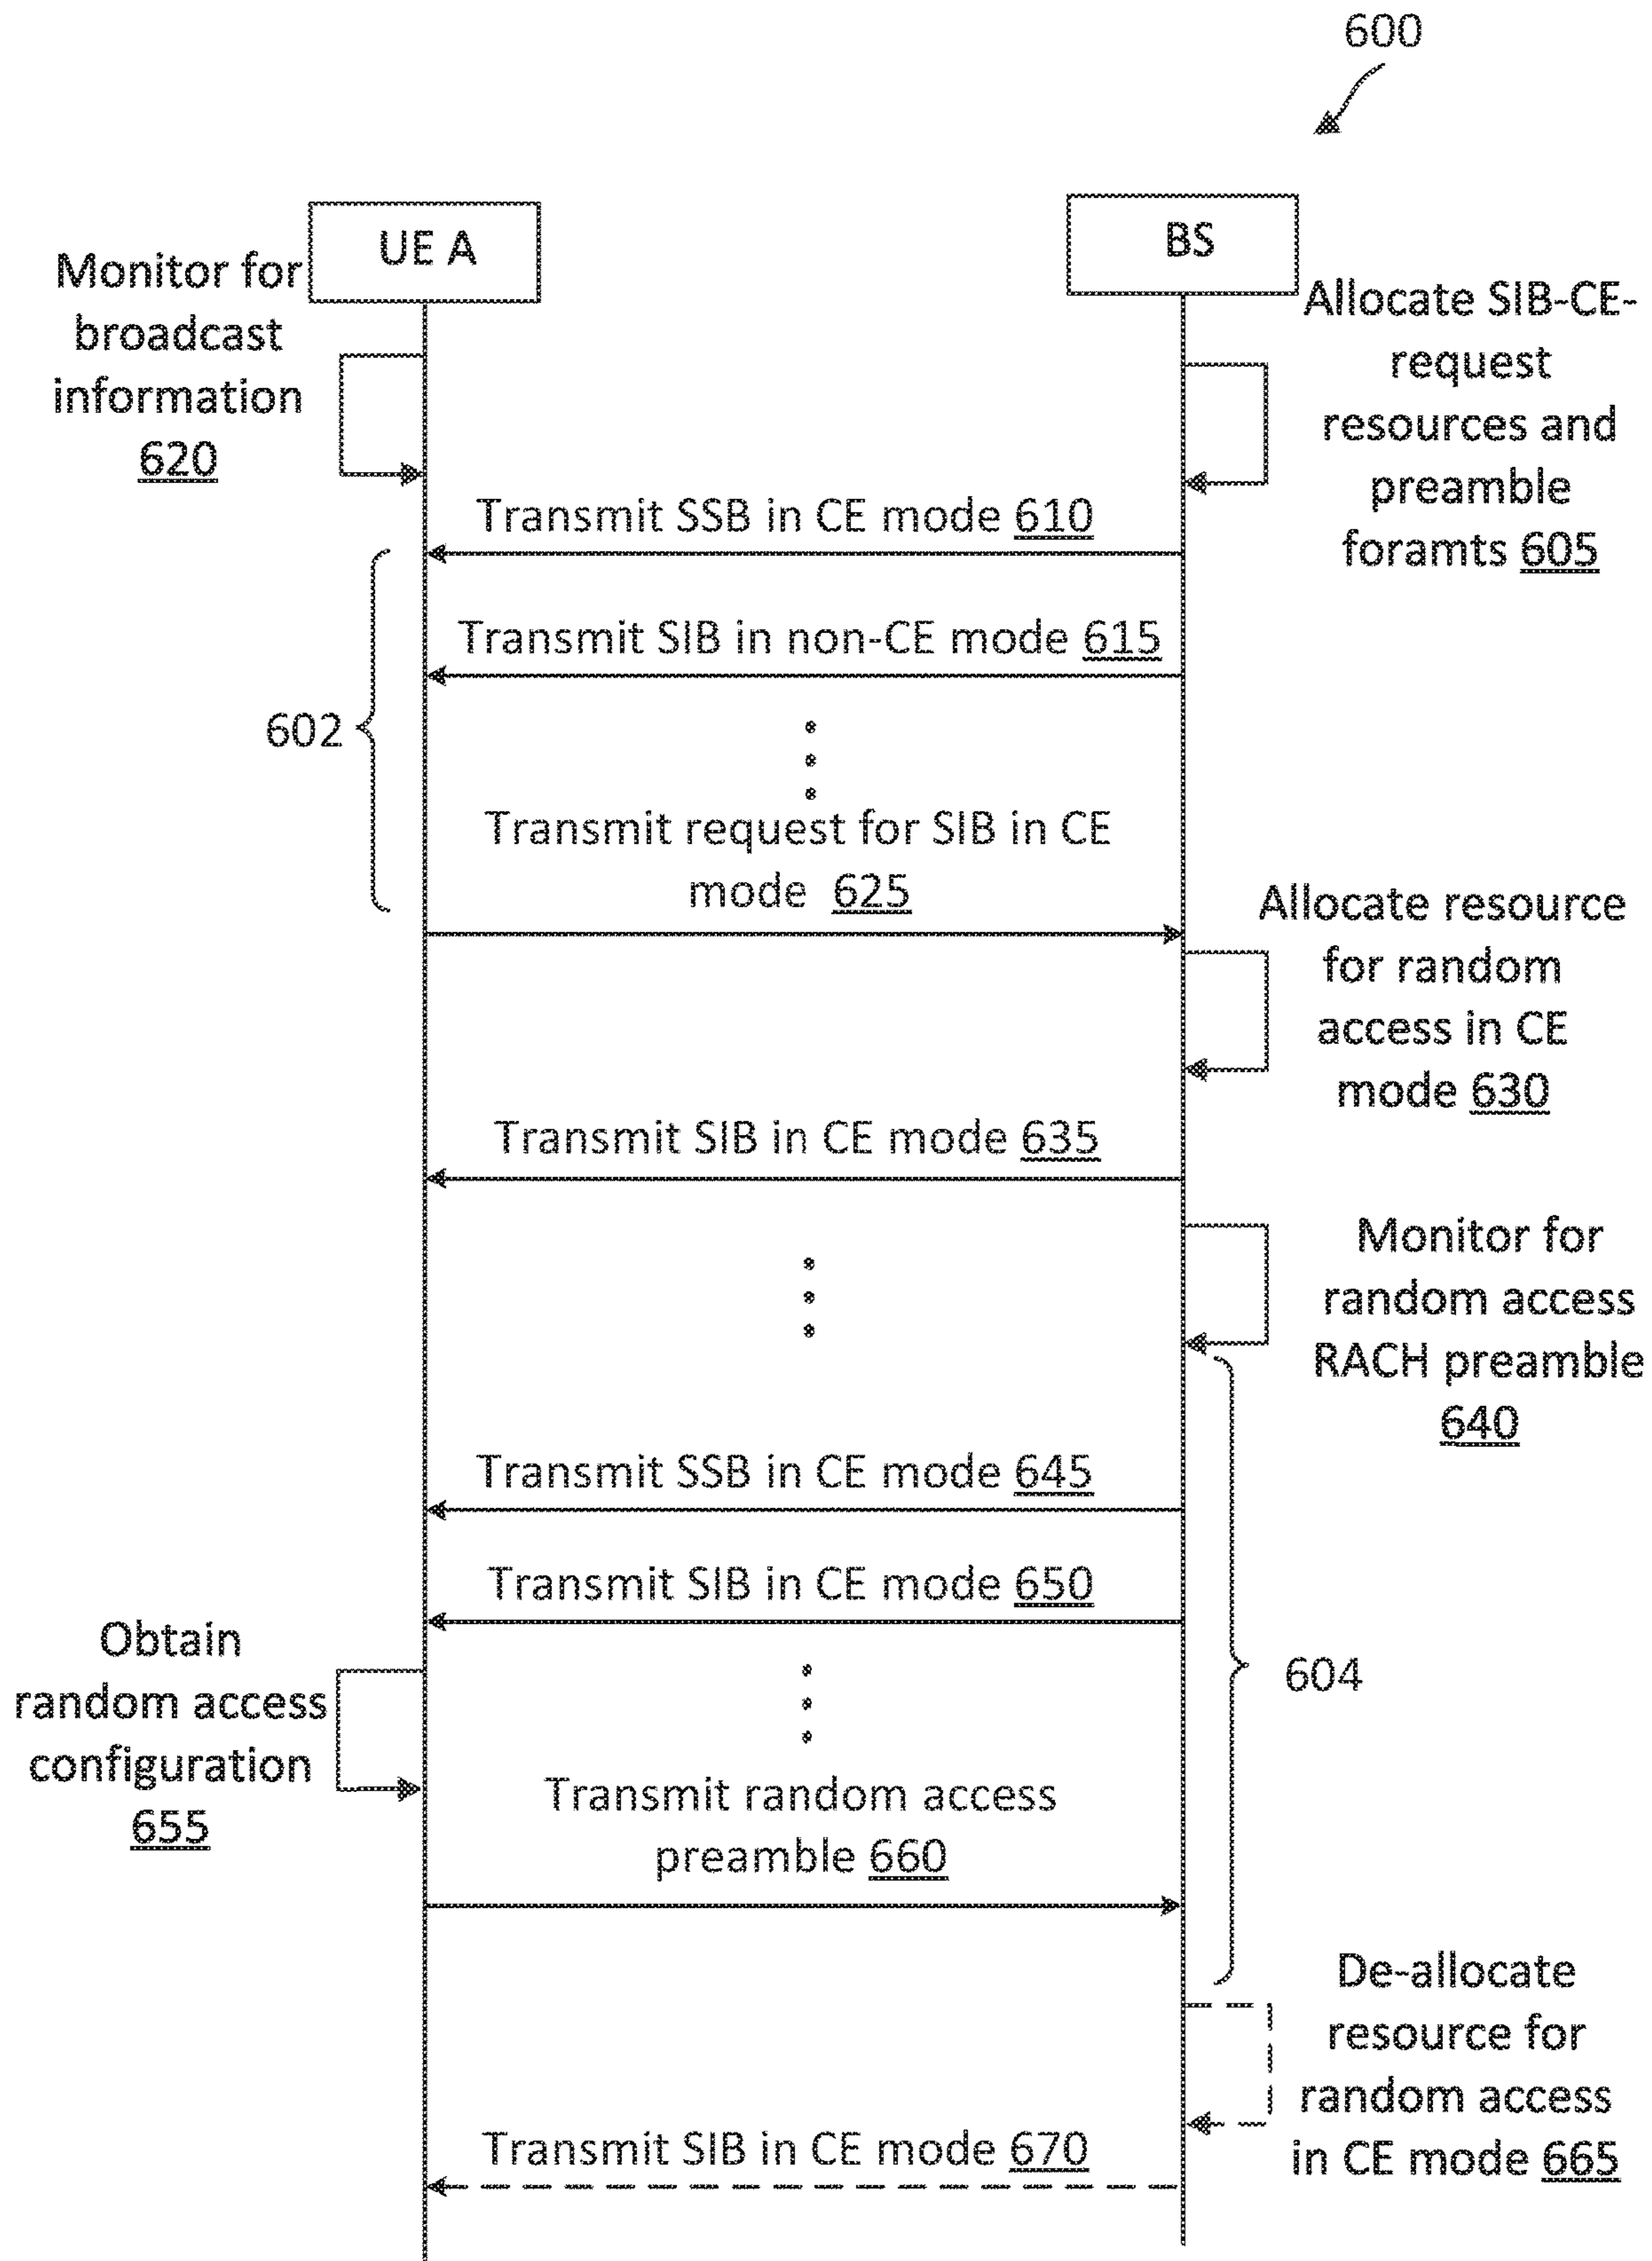 600
UE A
BS
Monitor for
broadcast
information
620
Allocate SIB-CE-
request
resources and
preamble
foramts 605
Transmit SSB in CE mode 610
Transmit SIB in non-CE mode 615
602
Transmit request for SIB in CE
mode 625
Allocate resource
for random
access in CE
mode 630
Transmit SIB in CE mode 635
Monitor for
random access
RACH preamble
640
Transmit SSB in CE mode 645
Transmit SIB in CE mode 650
Obtain
random access
configuration
655
604
Transmit random access
preamble 660
De-allocate
resource for
random access
in CE mode 665
Transmit SIB in CE mode 670